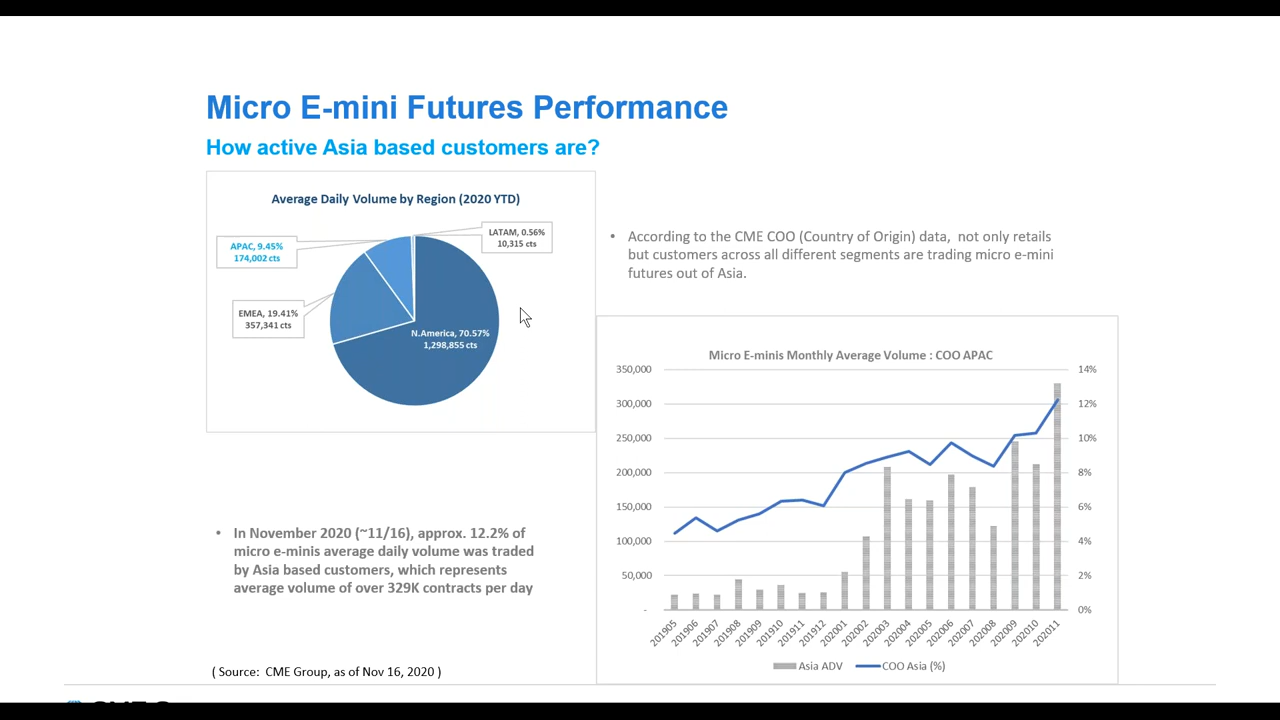 Micro E-mini Futures Performance
How active Asia based customers are?
Average Daily Volume by Region (2020 YTD)
APAC, 9.45%
174,002 cts
LATAM, 0.56%
10,315 cts
EMEA, 19.41%
357,341 cts
N.America, 70.57%
1,298,855 cts
• According to the CME COO (Country of Origin) data, not only retails
but customers across all different segments are trading micro e-mini
futures out of Asia.
Micro E-minis Monthly Average Volume : COO APAC
350,000
300,000
250,000
200,000
150,000
100,000
50,000
-
14%
12%
10%
8%
6%
4%
2%
0%
201905
201906
201907
201908
201909
201910
201911
201912
202001
202002
202003
202004
202005
202006
202007
202008
202009
202010
202011
Asia ADV
COO Asia (%)
• In November 2020 (~11/16), approx. 12.2% of
micro e-minis average daily volume was traded
by Asia based customers, which represents
average volume of over 329K contracts per day
( Source: CME Group, as of Nov 16, 2020 )